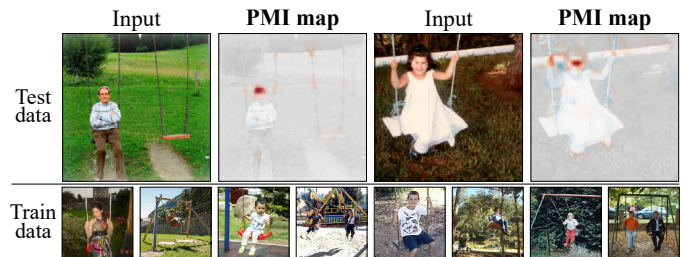 Input PMI map Input PMI map
Test
data
Train
data